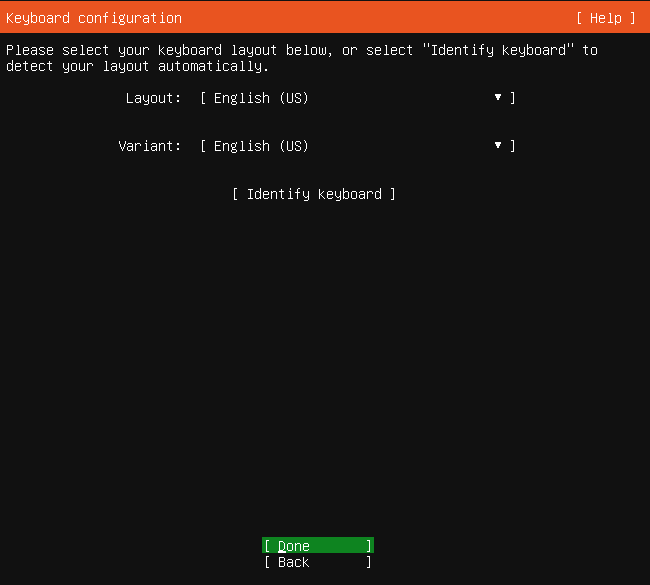 Keyboard configuration [ Help ]
Please select your keyboard layout below, or select "Identify keyboard" to
detect your layout automatically.
Layout: [ English (US) ▾ ]
Variant: [ English (US) ▾ ]
[ Identify keyboard ]
[ Done ]
[ Back ]